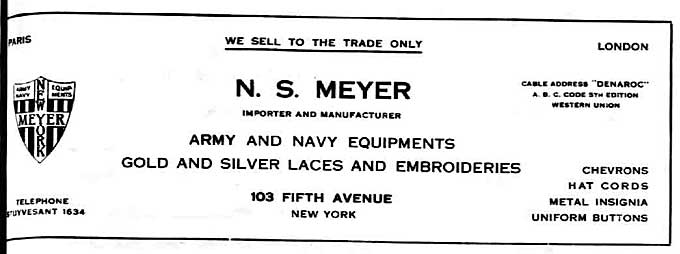 PARIS
WE SELL TO THE TRADE ONLY
LONDON
N. S. MEYER
IMPORTER AND MANUFACTURER
CABLE ADDRESS "DENAROC"
A. B. C. CODE 5TH EDITION
WESTERN UNION
ARMY NAVY
EQUIPMENTS
NEW YORK
MEYER
ARMY AND NAVY EQUIPMENTS
GOLD AND SILVER LACES AND EMBROIDERIES
TELEPHONE
STUYVESANT 1634
103 FIFTH AVENUE
NEW YORK
CHEVRONS
HAT CORDS
METAL INSIGNIA
UNIFORM BUTTONS